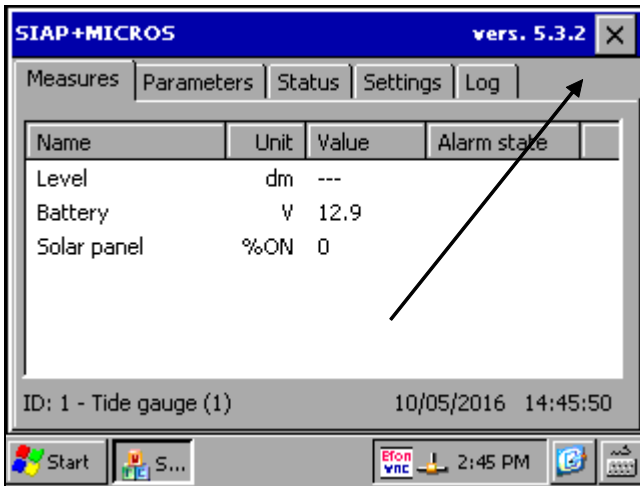 SIAP+MICROS vers. 5.3.2
Measures Parameters Status Settings Log
Name Unit Value Alarm state
Level dm ---
Battery V 12.9
Solar panel %ON 0
ID: 1 - Tide gauge (1) 10/05/2016 14:45:50
Start S... Efon VNC 2:45 PM